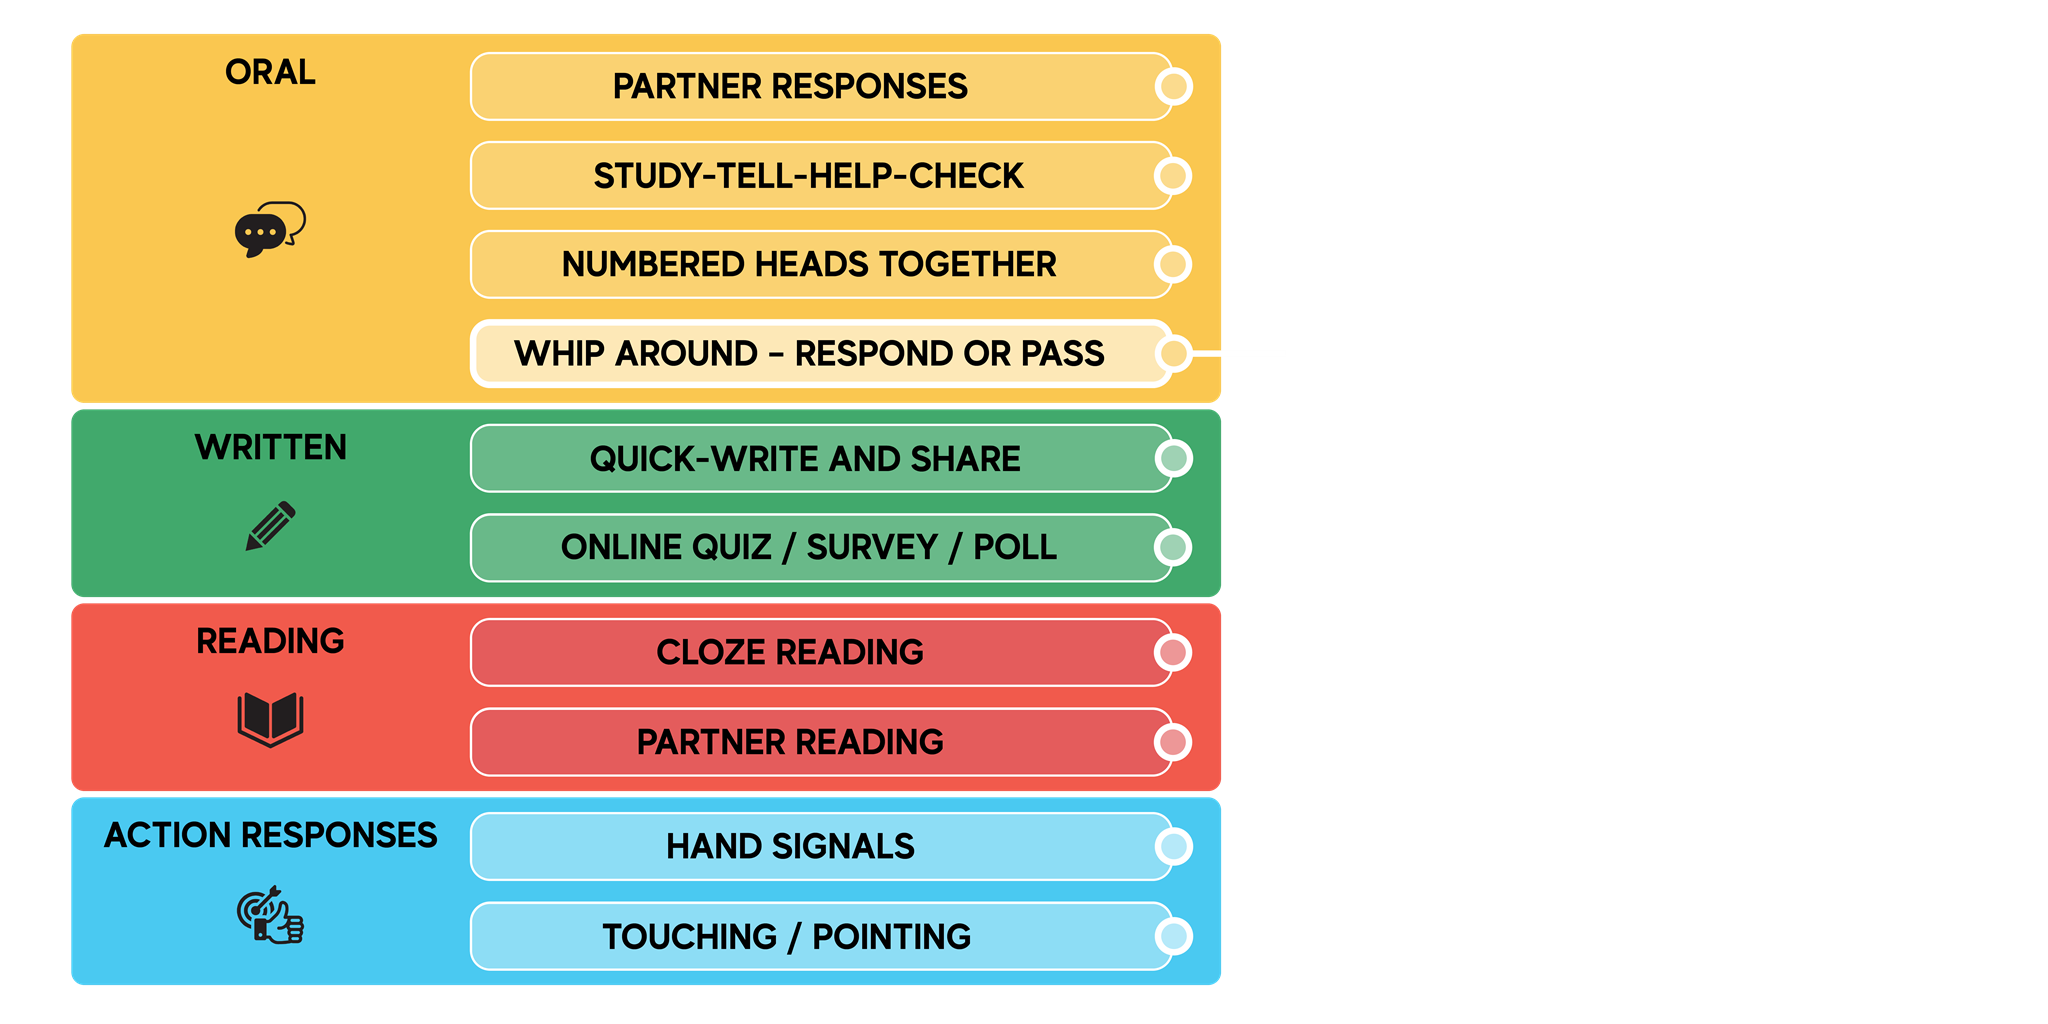 ORAL
PARTNER RESPONSES
STUDY-TELL-HELP-CHECK
NUMBERED HEADS TOGETHER
WHIP AROUND – RESPOND OR PASS
WRITTEN
QUICK-WRITE AND SHARE
ONLINE QUIZ / SURVEY / POLL
READING
CLOZE READING
PARTNER READING
ACTION RESPONSES
HAND SIGNALS
TOUCHING / POINTING